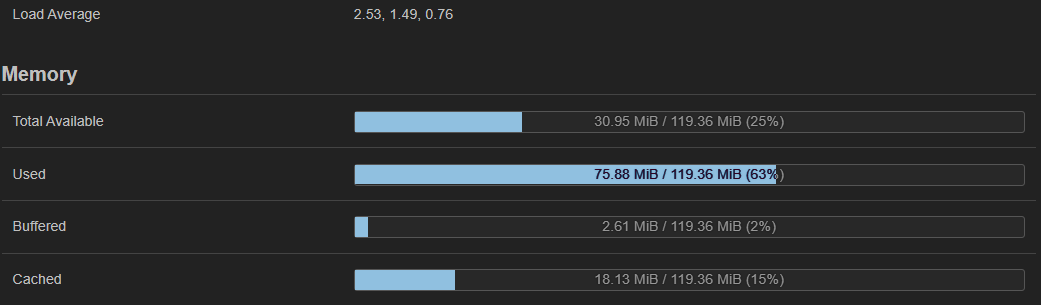 Load Average 2.53, 1.49, 0.76
Memory
Total Available 30.95 MiB / 119.36 MiB (25%)
Used 75.88 MiB / 119.36 MiB (63%)
Buffered 2.61 MiB / 119.36 MiB (2%)
Cached 18.13 MiB / 119.36 MiB (15%)